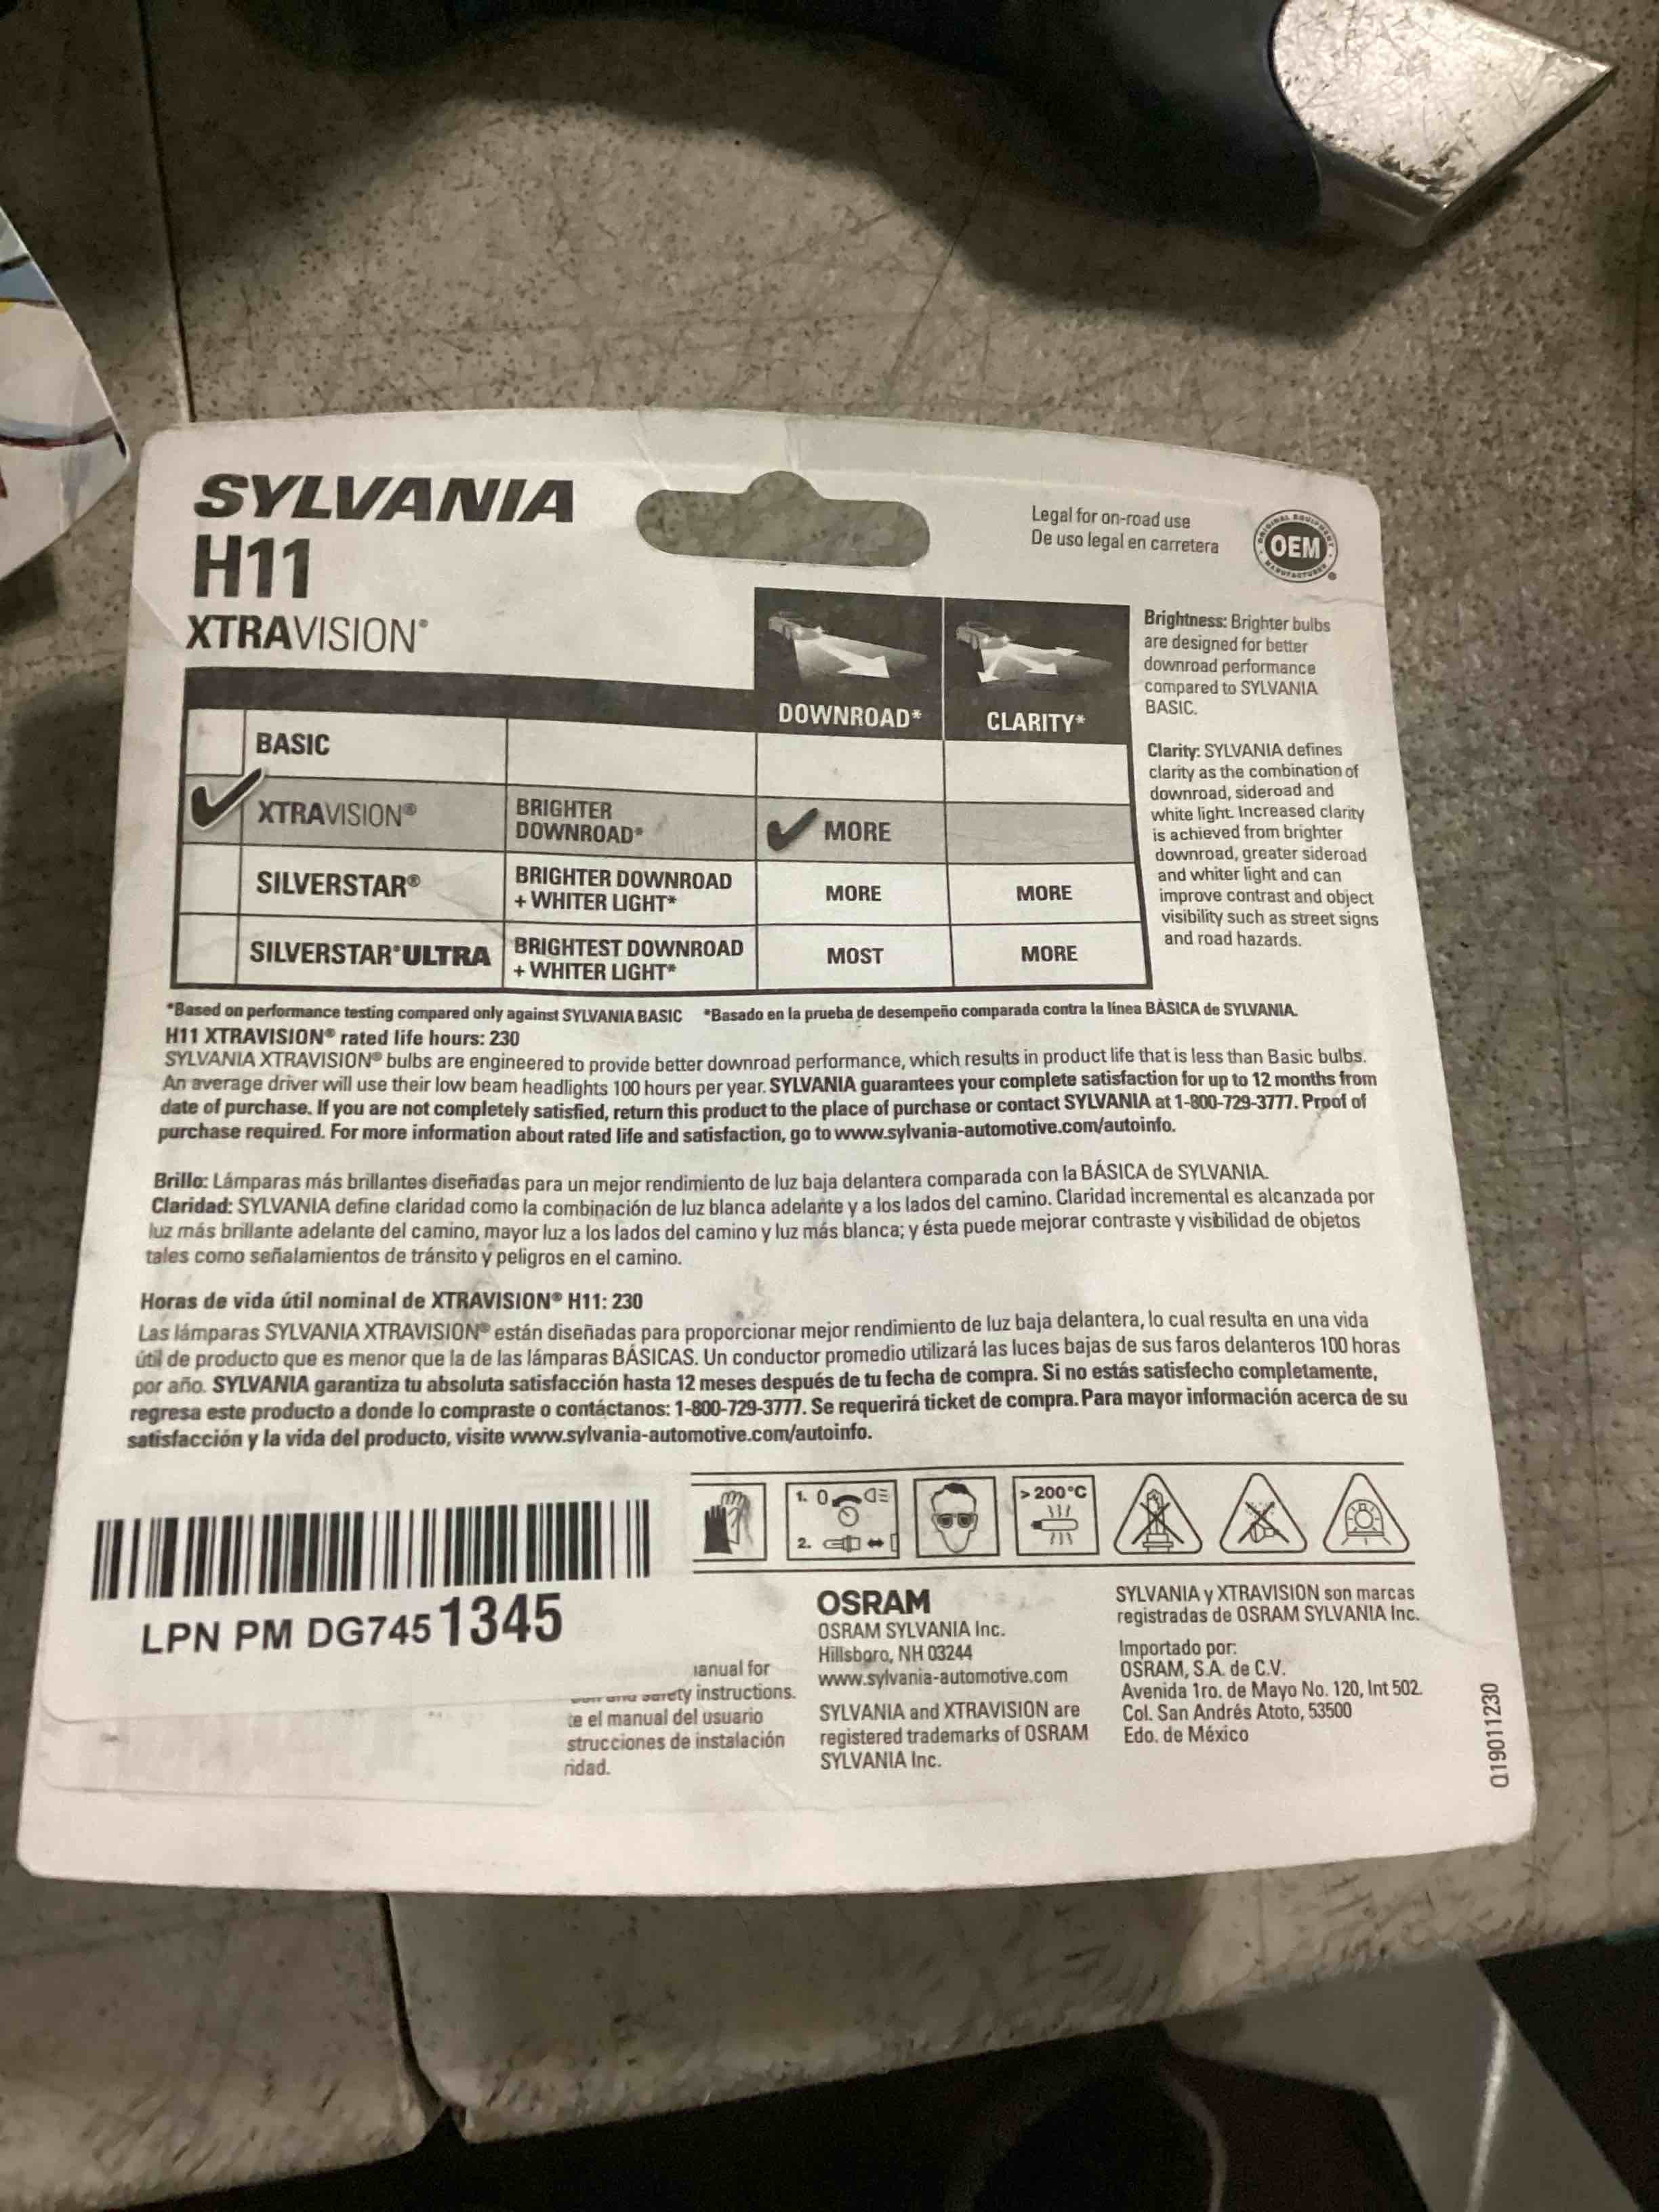 SYLVANIA
H11
XTRAVISION®
Legal for on-road use
De uso legal en carretera
ORIGINAL EQUIPMENT
OEM
MANUFACTURER
DOWNROAD*
CLARITY*
BASIC
XTRAVISION®
BRIGHTER
DOWNROAD*
MORE
SILVERSTAR®
BRIGHTER DOWNROAD
+ WHITER LIGHT*
MORE
MORE
SILVERSTAR®ULTRA
BRIGHTEST DOWNROAD
+ WHITER LIGHT*
MOST
MORE
Brightness: Brighter bulbs
are designed for better
downroad performance
compared to SYLVANIA
BASIC.
Clarity: SYLVANIA defines
clarity as the combination of
downroad, sideroad and
white light. Increased clarity
is achieved from brighter
downroad, greater sideroad
and whiter light and can
improve contrast and object
visibility such as street signs
and road hazards.
*Based on performance testing compared only against SYLVANIA BASIC *Basado en la prueba de desempeño comparada contra la línea BÀSICA de SYLVANIA.
H11 XTRAVISION® rated life hours: 230
SYLVANIA XTRAVISION® bulbs are engineered to provide better downroad performance, which results in product life that is less than Basic bulbs.
An average driver will use their low beam headlights 100 hours per year. SYLVANIA guarantees your complete satisfaction for up to 12 months from
date of purchase. If you are not completely satisfied, return this product to the place of purchase or contact SYLVANIA at 1-800-729-3777. Proof of
purchase required. For more information about rated life and satisfaction, go to www.sylvania-automotive.com/autoinfo.
Brillo: Lámparas más brillantes diseñadas para un mejor rendimiento de luz baja delantera comparada con la BÁSICA de SYLVANIA.
Claridad: SYLVANIA define claridad como la combinación de luz blanca adelante y a los lados del camino. Claridad incremental es alcanzada por
luz más brillante adelante del camino, mayor luz a los lados del camino y luz más blanca; y ésta puede mejorar contraste y visibilidad de objetos
tales como señalamientos de tránsito y peligros en el camino.
Horas de vida útil nominal de XTRAVISION® H11: 230
Las lámparas SYLVANIA XTRAVISION® están diseñadas para proporcionar mejor rendimiento de luz baja delantera, lo cual resulta en una vida
útil de producto que es menor que la de las lámparas BÁSICAS. Un conductor promedio utilizará las luces bajas de sus faros delanteros 100 horas
por año. SYLVANIA garantiza tu absoluta satisfacción hasta 12 meses después de tu fecha de compra. Si no estás satisfecho completamente,
regresa este producto a donde lo compraste o contáctanos: 1-800-729-3777. Se requerirá ticket de compra. Para mayor información acerca de su
satisfacción y la vida del producto, visite www.sylvania-automotive.com/autoinfo.
1. 0
2.
> 200°C
LPN PM DG7451345
anual for
ety instructions.
e el manual del usuario
strucciones de instalación
ridad.
OSRAM
OSRAM SYLVANIA Inc.
Hillsboro, NH 03244
www.sylvania-automotive.com
SYLVANIA and XTRAVISION are
registered trademarks of OSRAM
SYLVANIA Inc.
SYLVANIA y XTRAVISION son marcas
registradas de OSRAM SYLVANIA Inc.
Importado por:
OSRAM, S.A. de C.V.
Avenida 1ro. de Mayo No. 120, Int 502.
Col. San Andrés Atoto, 53500
Edo. de México
Q19011230